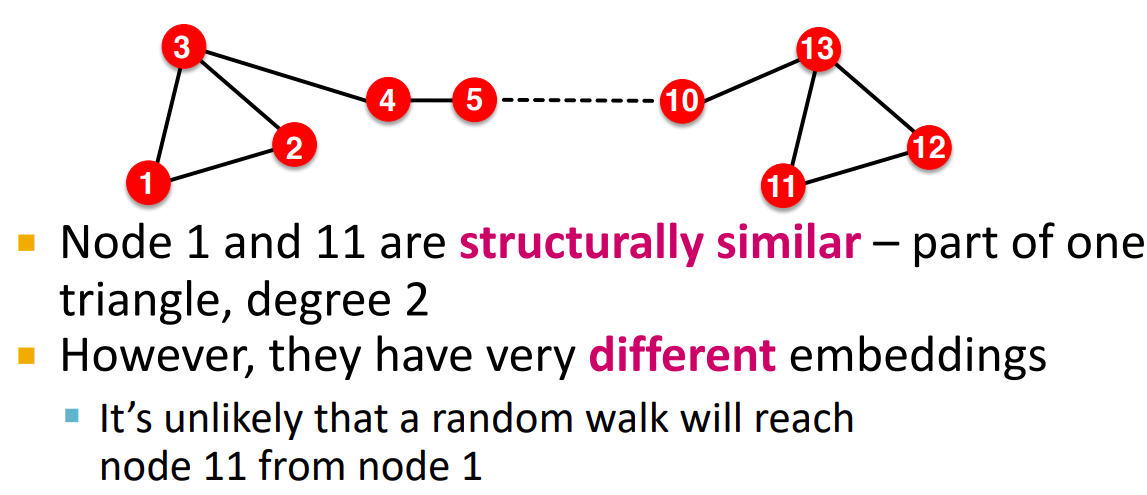 3
13
4
5
10
2
12
1
11
Node 1 and 11 are structurally similar – part of one
triangle, degree 2
However, they have very different embeddings
It’s unlikely that a random walk will reach
node 11 from node 1